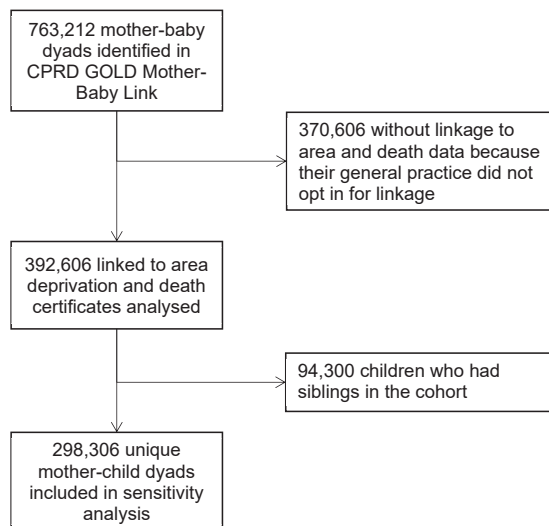 763,212 mother-baby
dyads identified in
CPRD GOLD Mother-
Baby Link
370,606 without linkage to
area and death data because
their general practice did not
opt in for linkage
392,606 linked to area
deprivation and death
certificates analysed
94,300 children who had
siblings in the cohort
298,306 unique
mother-child dyads
included in sensitivity
analysis